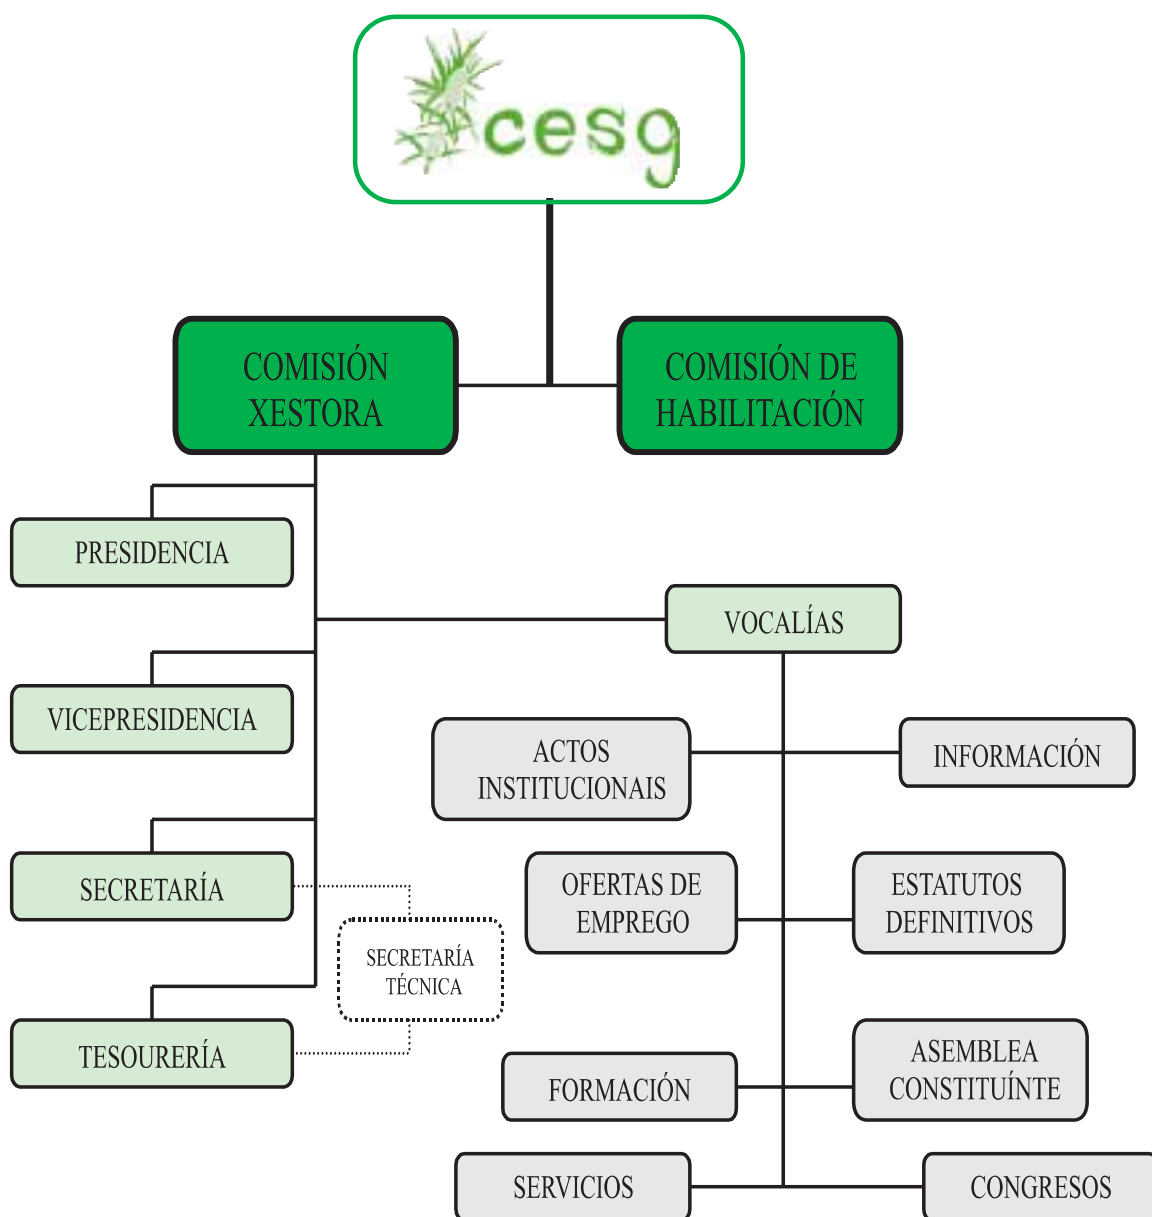 cesg
COMISIÓN
XESTORA
COMISIÓN DE
HABILITACIÓN
PRESIDENCIA
VOCALÍAS
VICEPRESIDENCIA
ACTOS
INSTITUCIONAIS
INFORMACIÓN
SECRETARÍA
OFERTAS DE
EMPREGO
ESTATUTOS
DEFINITIVOS
SECRETARÍA
TÉCNICA
TESOURERÍA
FORMACIÓN
ASEMBLEA
CONSTITUÍNTE
SERVICIOS
CONGRESOS